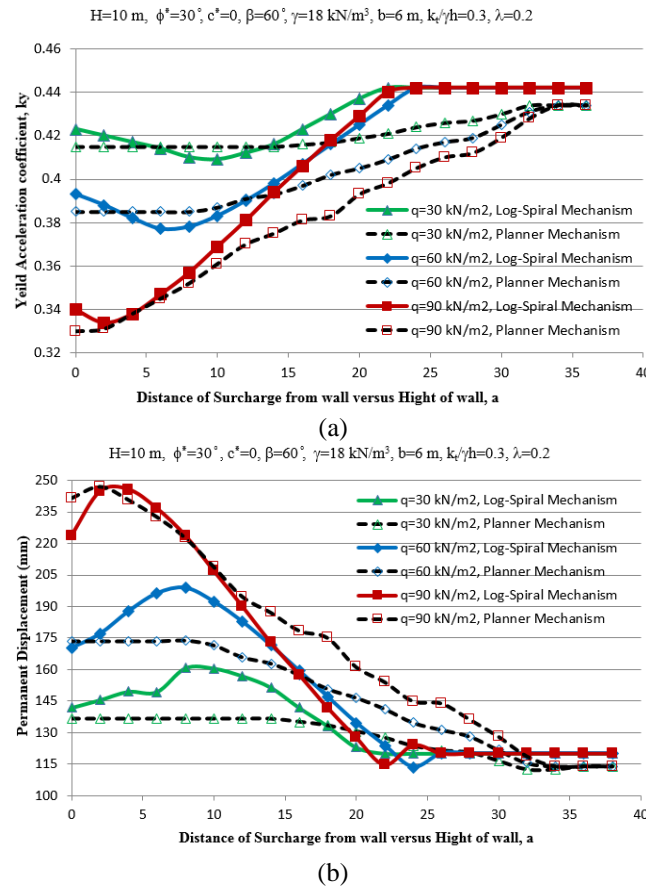 H=10 m, ϕ*=30°, c*=0, β=60°, γ=18 kN/m³, b=6 m, kₜ/γh=0.3, λ=0.2
0.46
0.44
0.42
0.4
0.38
0.36
0.34
0.32
Yeild Acceleration coefficient, ky
q=30 kN/m2, Log-Spiral Mechanism
q=30 kN/m2, Planner Mechanism
q=60 kN/m2, Log-Spiral Mechanism
q=60 kN/m2, Planner Mechanism
q=90 kN/m2, Log-Spiral Mechanism
q=90 kN/m2, Planner Mechanism
0 5 10 15 20 25 30 35 40
Distance of Surcharge from wall versus Hight of wall, a
(a)
H=10 m, ϕ*=30°, c*=0, β=60°, γ=18 kN/m³, b=6 m, kₜ/γh=0.3, λ=0.2
250
235
220
205
190
175
160
145
130
115
100
Permanent Displacement (mm)
q=30 kN/m2, Log-Spiral Mechanism
q=30 kN/m2, Planner Mechanism
q=60 kN/m2, Log-Spiral Mechanism
q=60 kN/m2, Planner Mechanism
q=90 kN/m2, Log-Spiral Mechanism
q=90 kN/m2, Planner Mechanism
0 5 10 15 20 25 30 35 40
Distance of Surcharge from wall versus Hight of wall, a
(b)